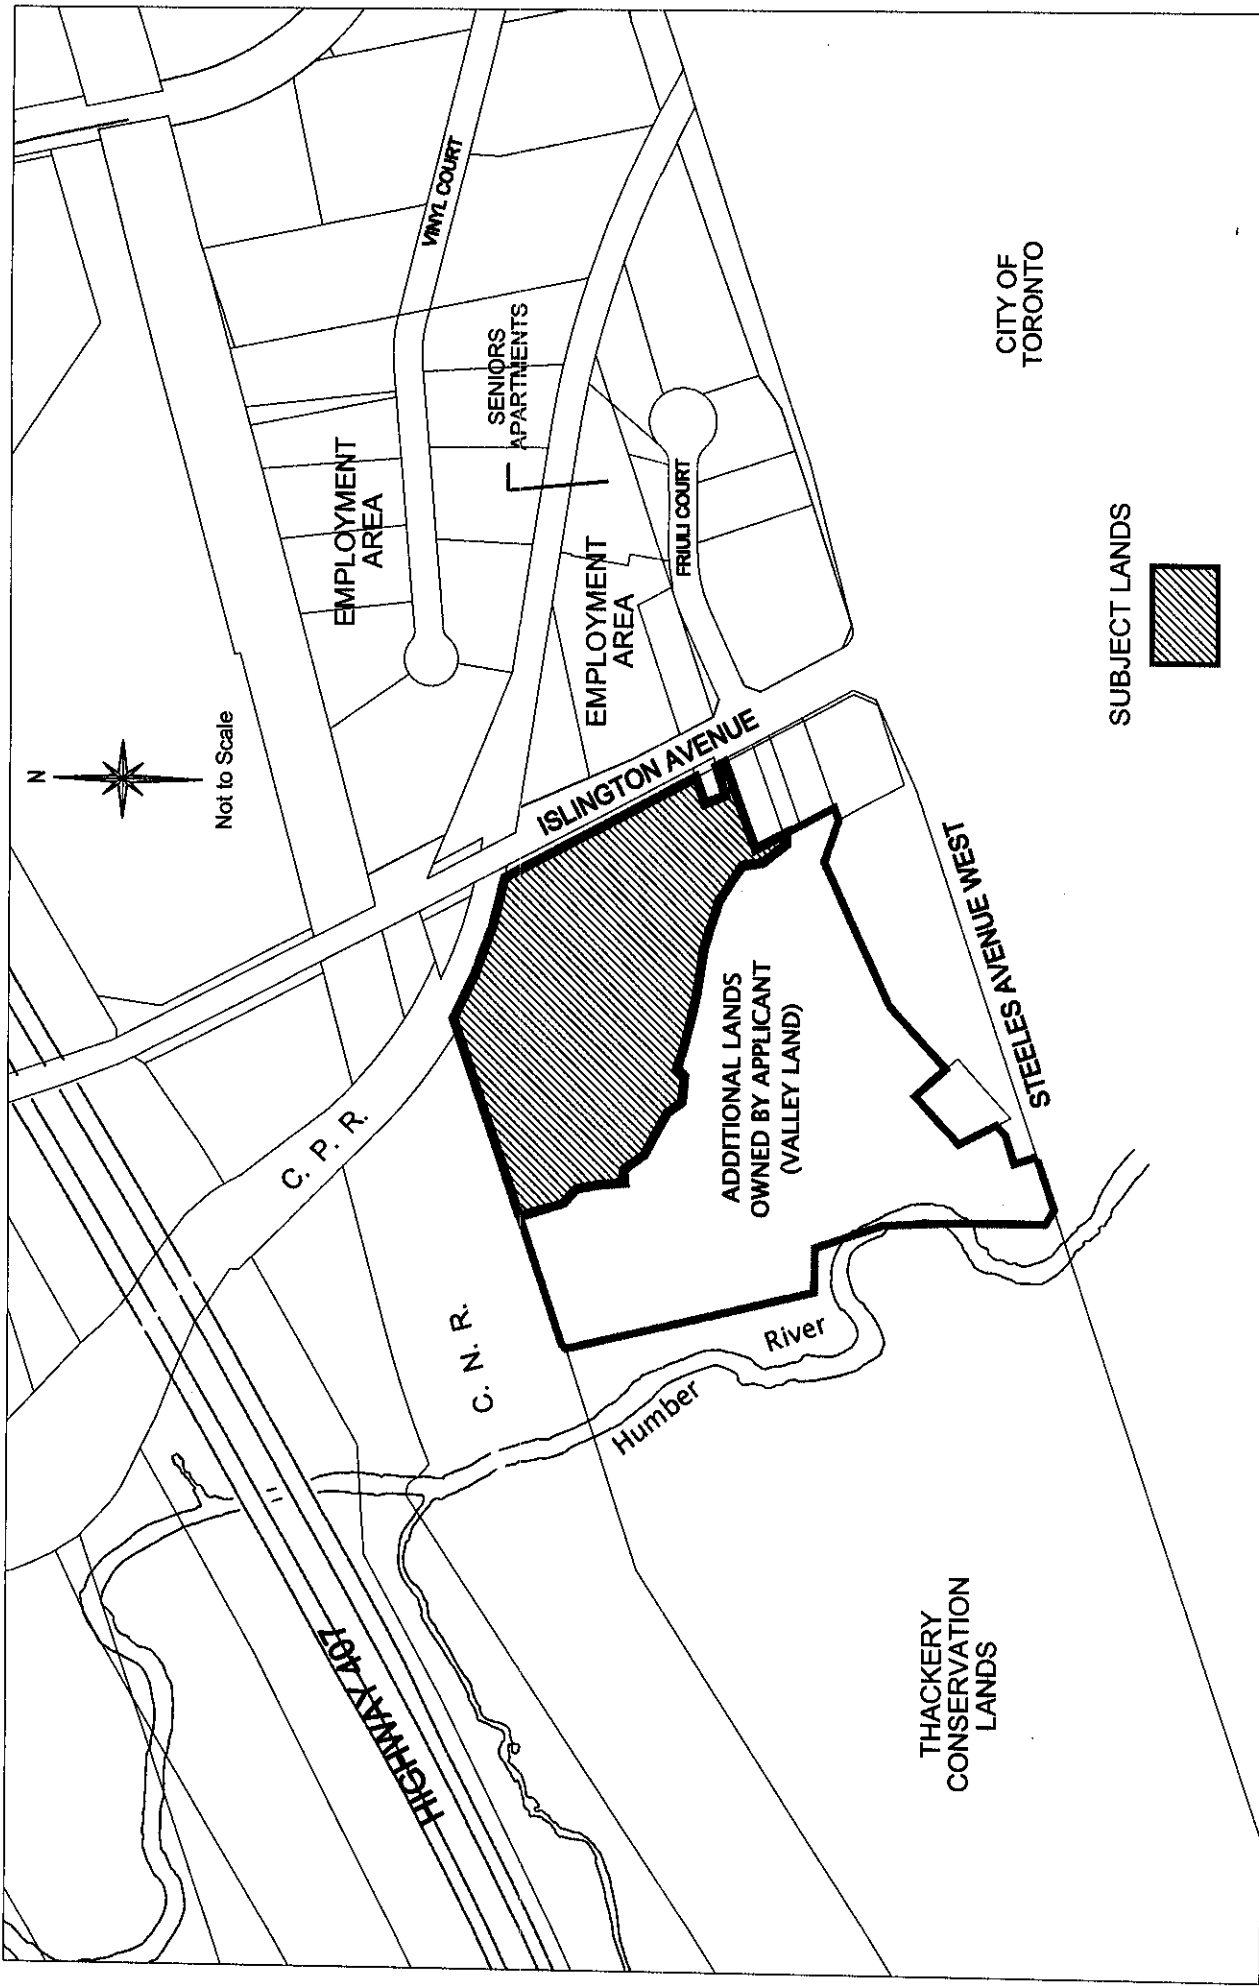 N
Not to Scale
HIGHWAY 407
C. P. R.
C. N. R.
Humber
River
ISLINGTON AVENUE
EMPLOYMENT
AREA
VINYL COURT
SENIORS
APARTMENTS
EMPLOYMENT
AREA
FRIULI COURT
ADDITIONAL LANDS
OWNED BY APPLICANT
(VALLEY LAND)
STEELES AVENUE WEST
THACKERY
CONSERVATION
LANDS
CITY OF
TORONTO
SUBJECT LANDS